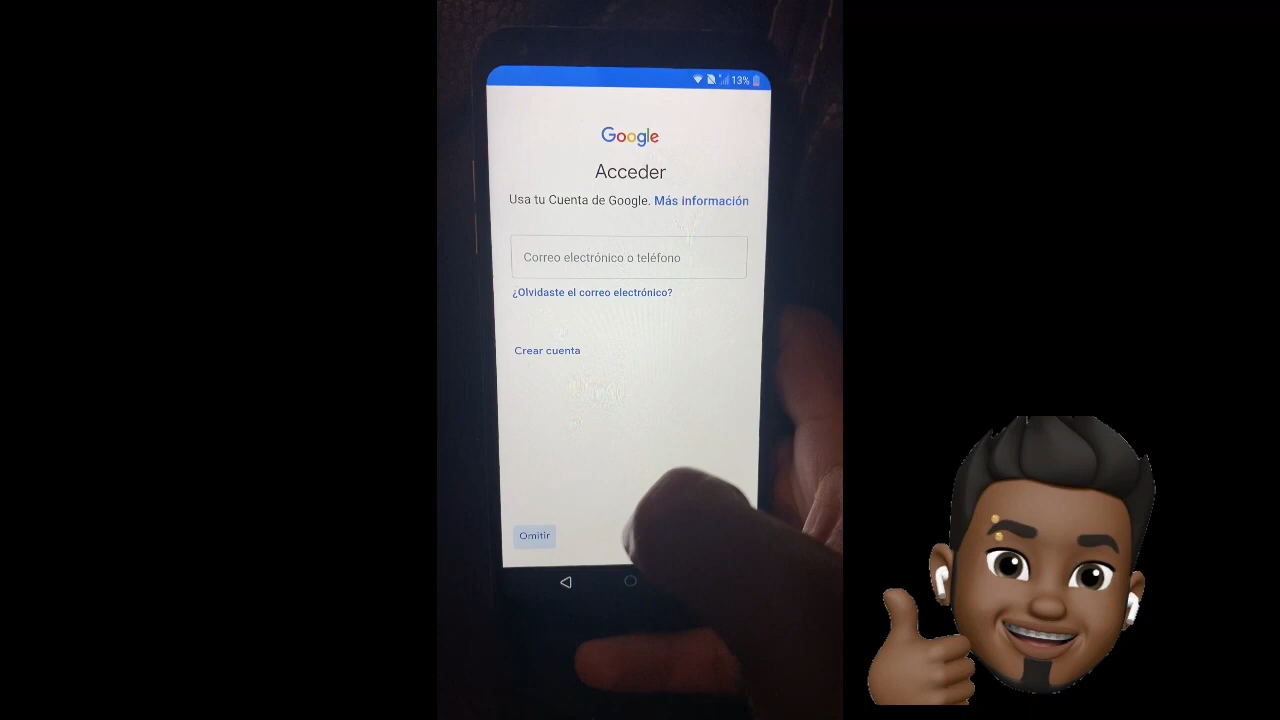 13%
Google
Acceder
Usa tu Cuenta de Google. Más información
Correo electrónico o teléfono
¿Olvidaste el correo electrónico?
Crear cuenta
Omitir